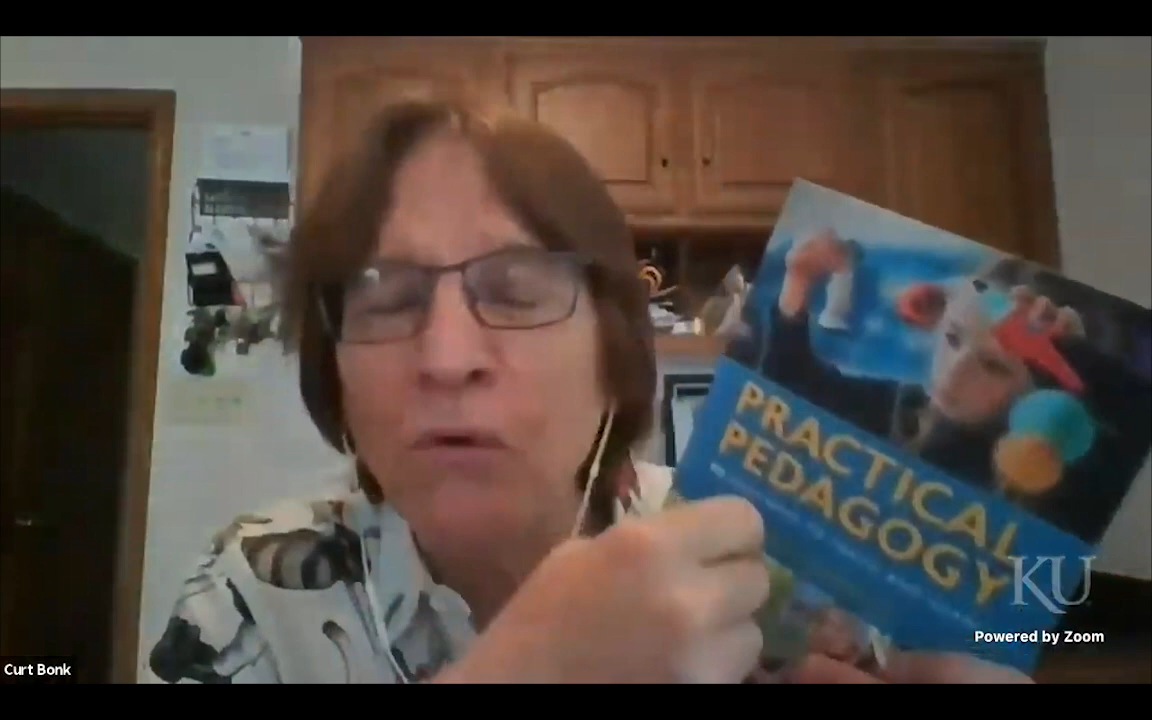 PRACTICAL
PEDAGOGY
KU
Powered by Zoom
Curt Bonk